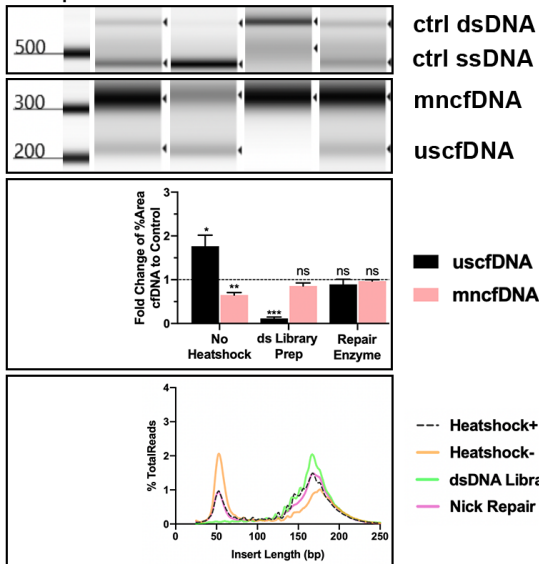 ctrl dsDNA
500
ctrl ssDNA
300
mncfDNA
200
uscfDNA
Fold Change of %Area
cfDNA to Control
3
2
1
0
*
**
***
ns
ns
ns
No
Heatshock
ds Library
Prep
Repair
Enzyme
uscfDNA
mncfDNA
% TotalReads
4
3
2
1
0
0
50
100
150
200
250
Insert Length (bp)
Heatshock+
Heatshock-
dsDNA Libra
Nick Repair